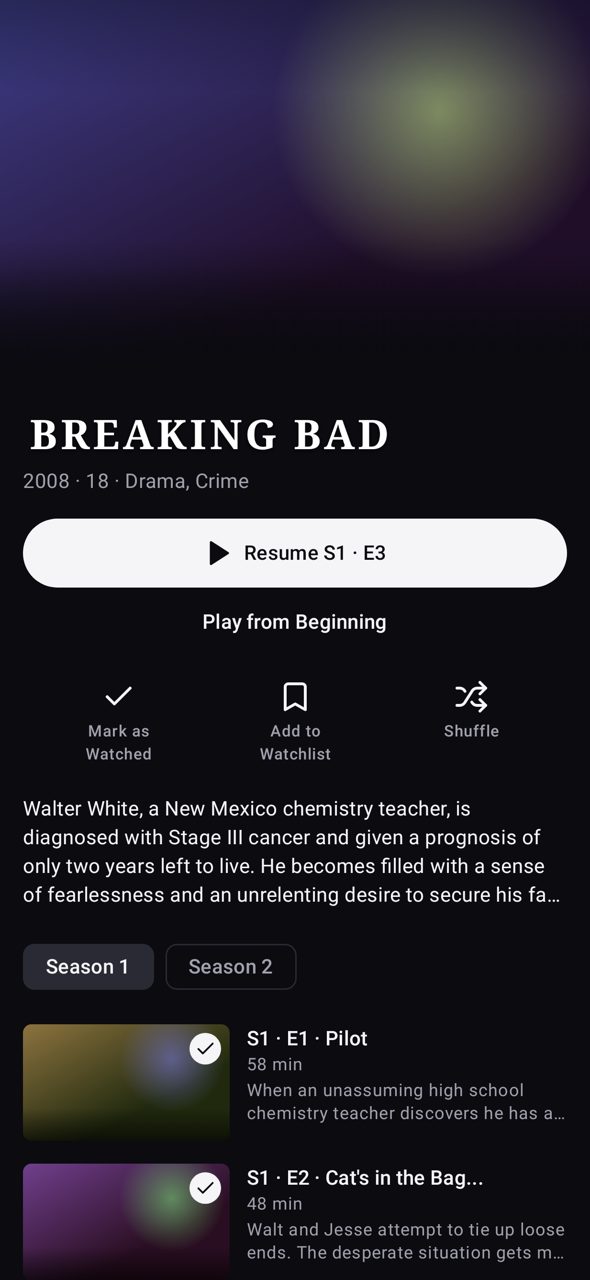 BREAKING BAD
2008 · 18 · Drama, Crime
Resume S1 · E3
Play from Beginning
Mark as
Watched
Add to
Watchlist
Shuffle
Walter White, a New Mexico chemistry teacher, is
diagnosed with Stage III cancer and given a prognosis of
only two years left to live. He becomes filled with a sense
of fearlessness and an unrelenting desire to secure his fa…
Season 1
Season 2
S1 · E1 · Pilot
58 min
When an unassuming high school
chemistry teacher discovers he has a…
S1 · E2 · Cat's in the Bag...
48 min
Walt and Jesse attempt to tie up loose
ends. The desperate situation gets m…